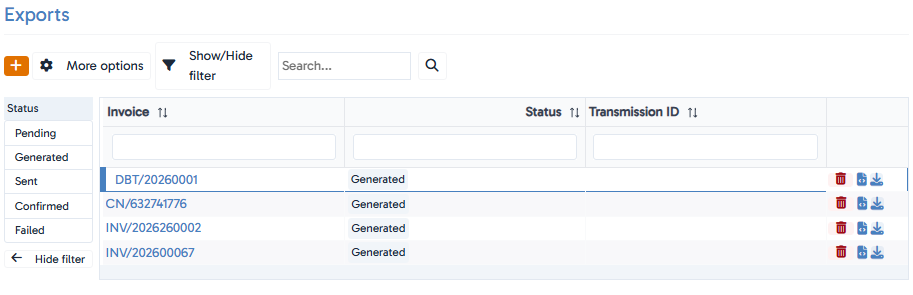 Exports
More options
Show/Hide
filter
Search...
Status
Pending
Generated
Sent
Confirmed
Failed
Hide filter
Invoice Status Transmission ID
DBT/20260001 Generated
CN/632741776 Generated
INV/2026260002 Generated
INV/202600067 Generated